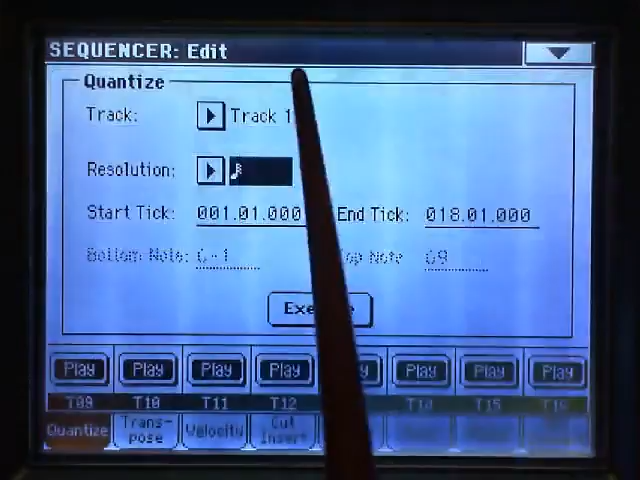 SEQUENCER: Edit
Quantize
Track: Track 1
Resolution:
Start Tick: 001.01.000 End Tick: 018.01.000
Bottom Note: C-1 Note G9
Play Play Play Play Play Play Play
T09 T10 T11 T12 T14 T15 T16
Quantize Trans-pose Velocity Cut Insert